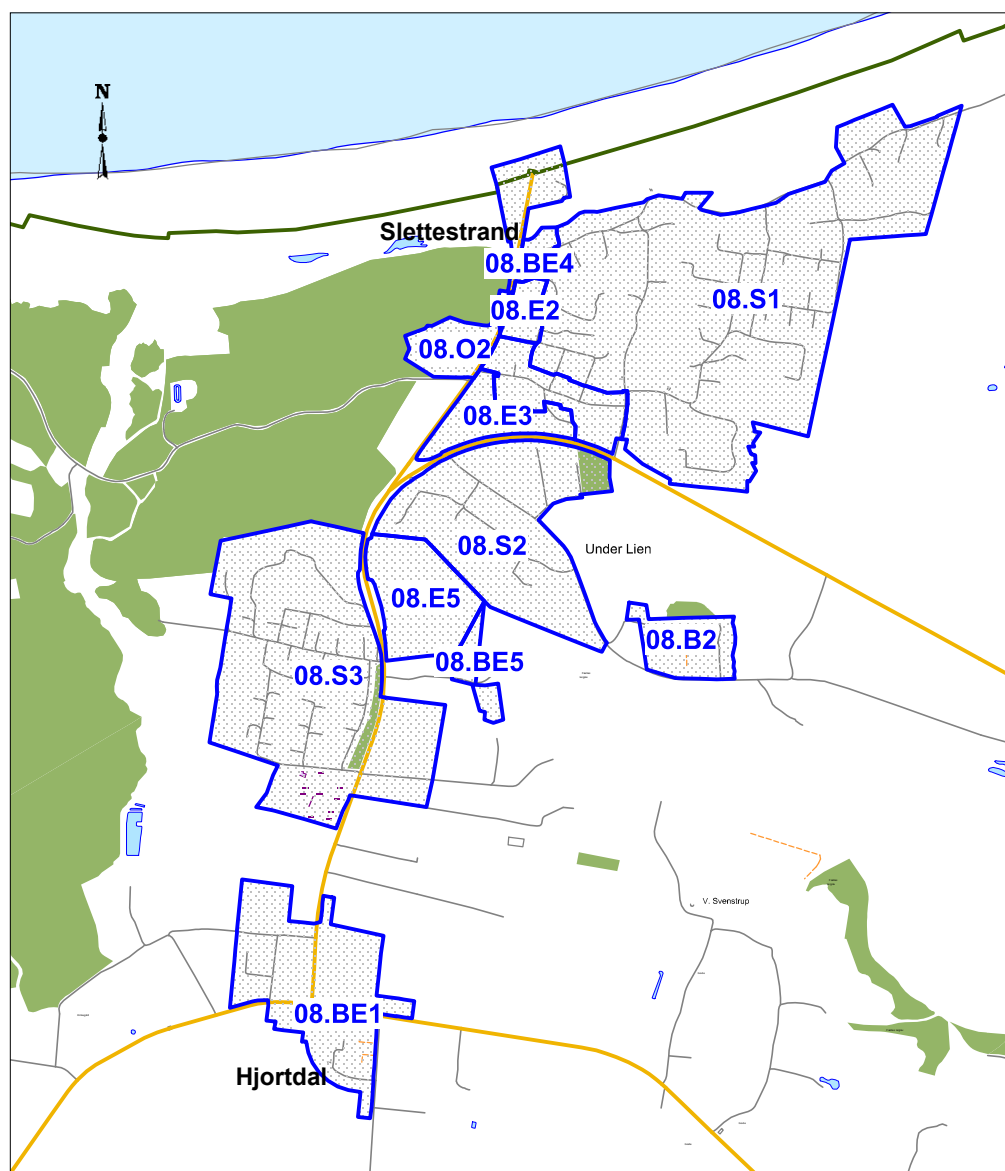 N
Slettestrand
08.BE4
08.S1
08.E2
08.O2
08.E3
08.S2
Under Lien
08.E5
08.B2
08.BE5
08.S3
V. Svenstrup
08.BE1
Hjortdal